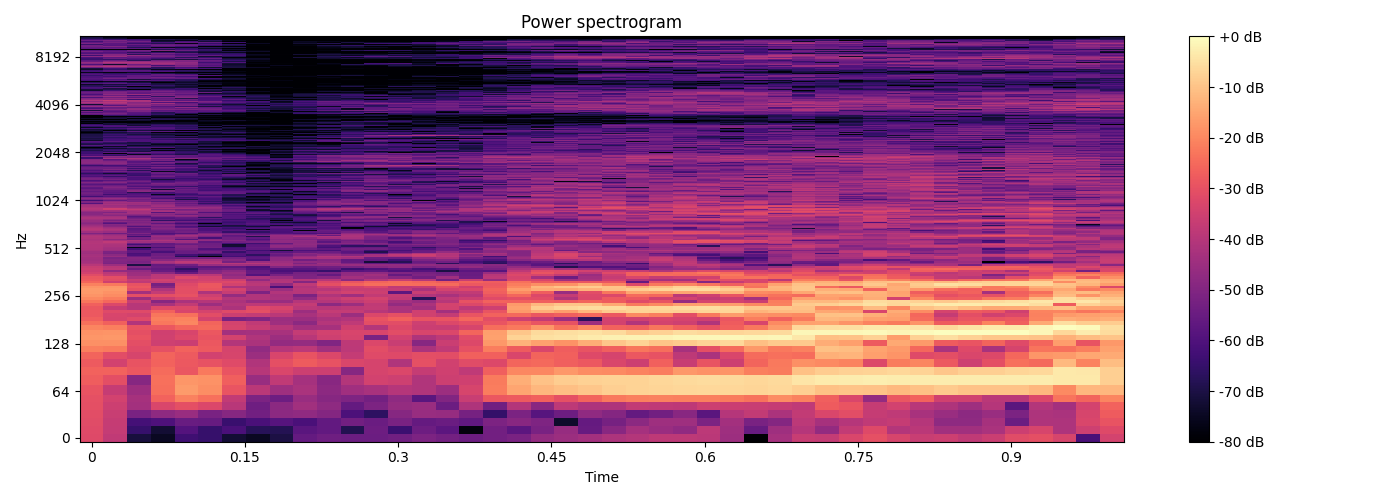 Power spectrogram
Hz
8192
4096
2048
1024
512
256
128
64
0
0 0.15 0.3 0.45 0.6 0.75 0.9
Time
+0 dB
-10 dB
-20 dB
-30 dB
-40 dB
-50 dB
-60 dB
-70 dB
-80 dB